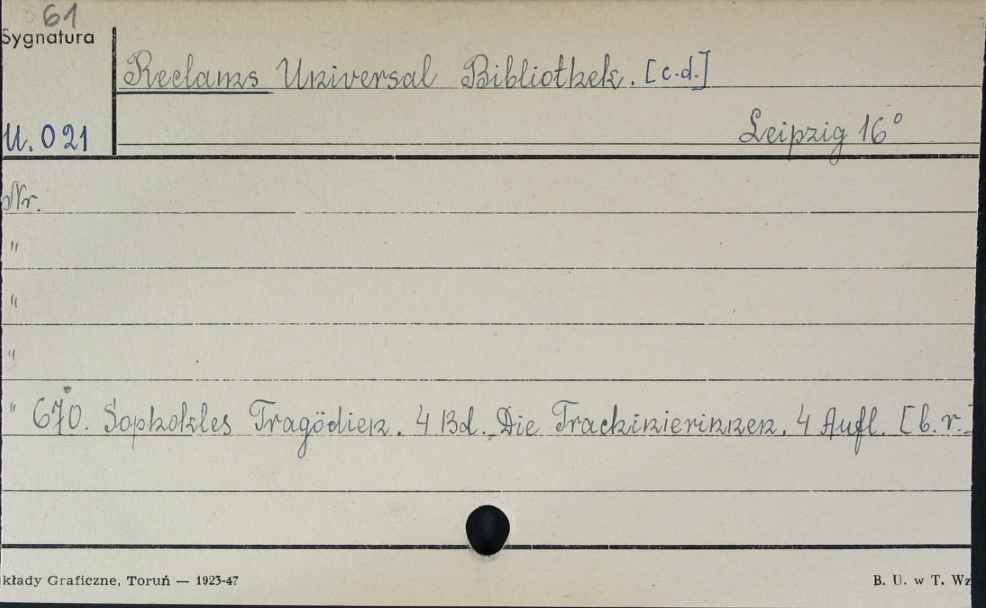 61
Sygnatura
Reclams Universal Bibliothek. [c.d.]
U. 021
Leipzig 16°
Nr.
"
"
"
" 670. Sophokles Tragödien. 4 Bd. Die Trachinierinnen. 4 Aufl. [b.r.]
kłady Graficzne, Toruń — 1923-47
B. U. w T. Wz